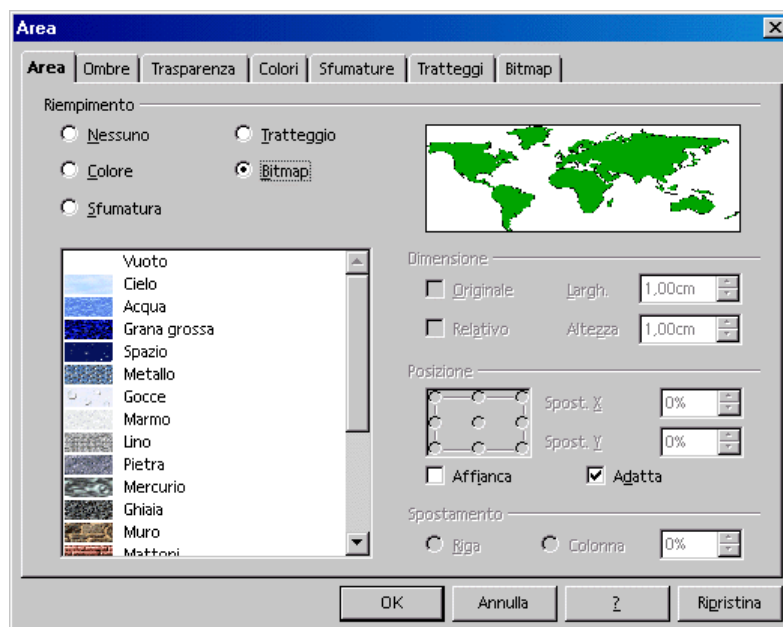 Area
Area Ombre Trasparenza Colori Sfumature Tratteggi Bitmap
Riempimento
Nessuno Tratteggio
Colore Bitmap
Sfumatura
Vuoto
Cielo
Acqua
Grana grossa
Spazio
Metallo
Gocce
Marmo
Lino
Pietra
Mercurio
Ghiaia
Muro
Mattoni
Dimensione
Originale Largh. 1,00cm
Relativo Altezza 1,00cm
Posizione
Spost. X 0%
Spost. Y 0%
Affianca Adatta
Spostamento
Riga Colonna 0%
OK Annulla ? Ripristina